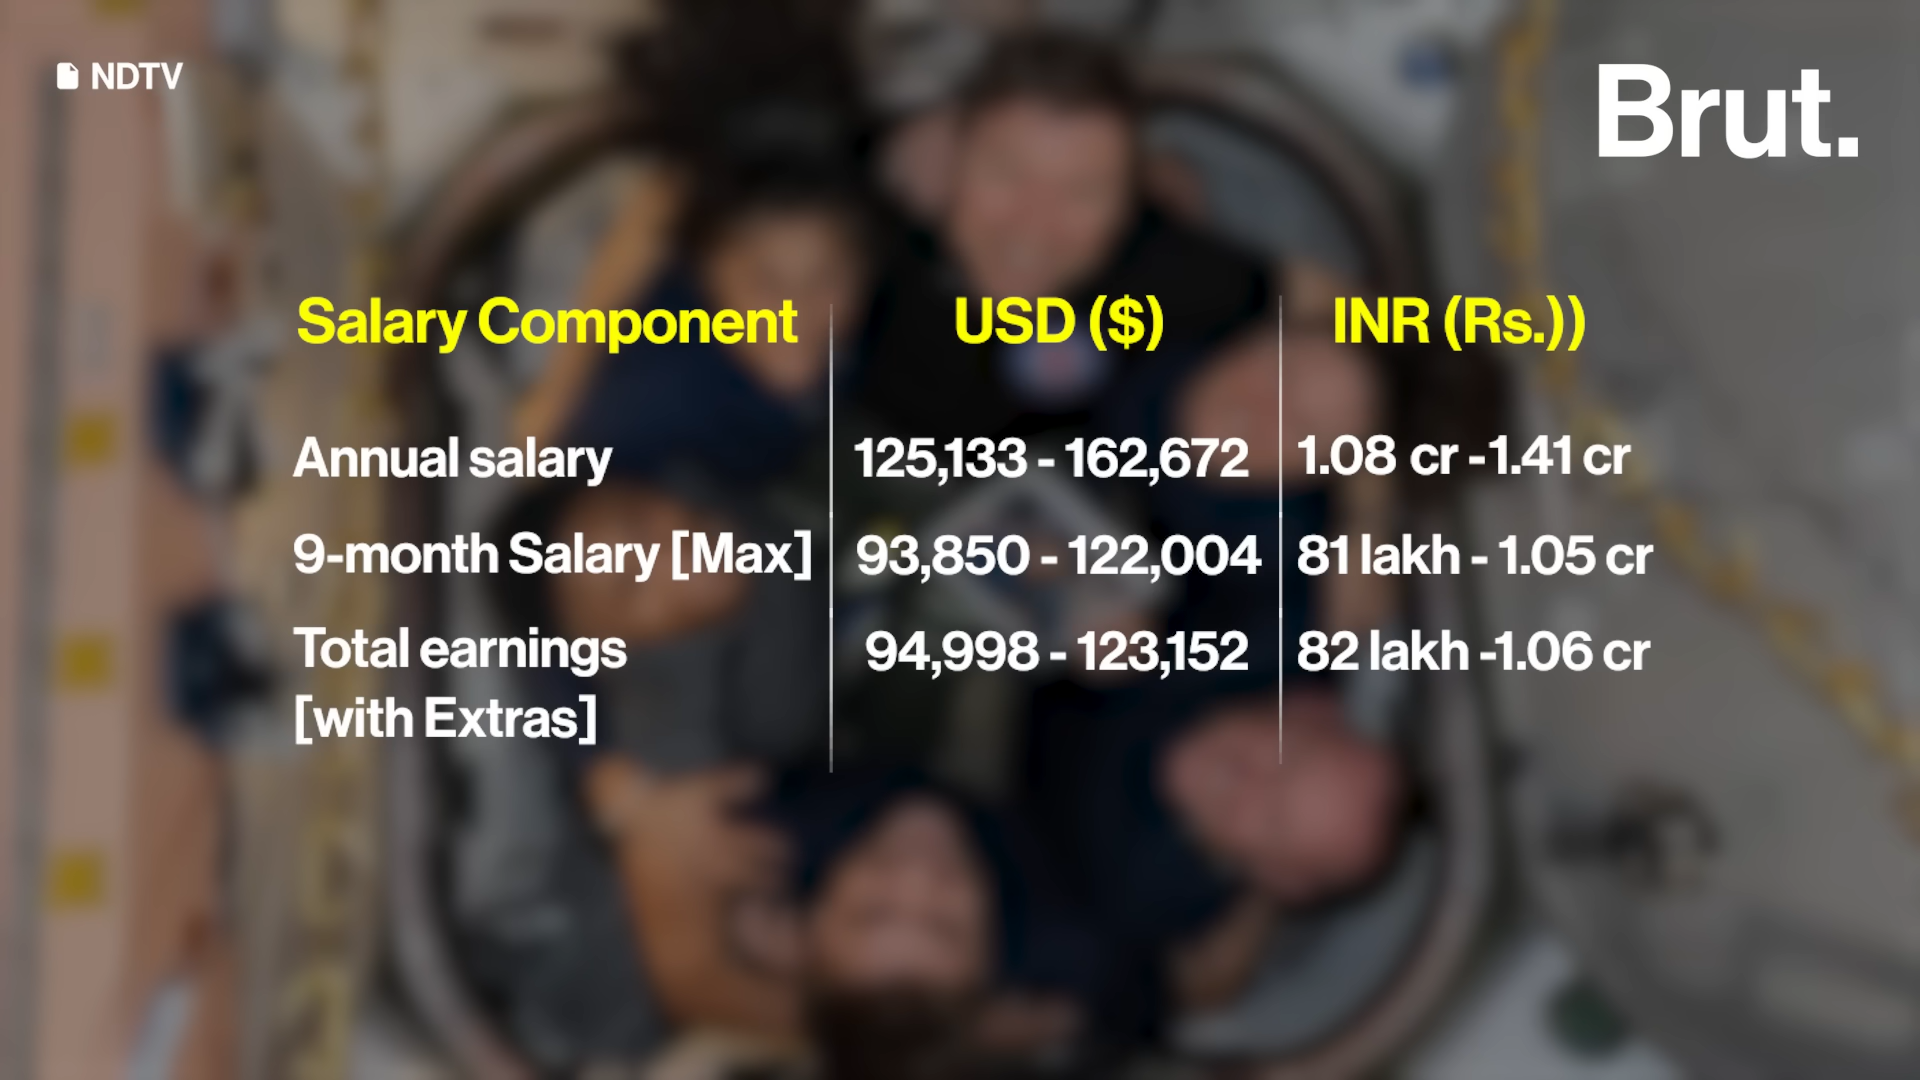 NDTV
Brut.
Salary Component USD ($) INR (Rs.))
Annual salary 125,133 - 162,672 1.08 cr -1.41 cr
9-month Salary [Max] 93,850 - 122,004 81 lakh - 1.05 cr
Total earnings 94,998 - 123,152 82 lakh -1.06 cr
[with Extras]